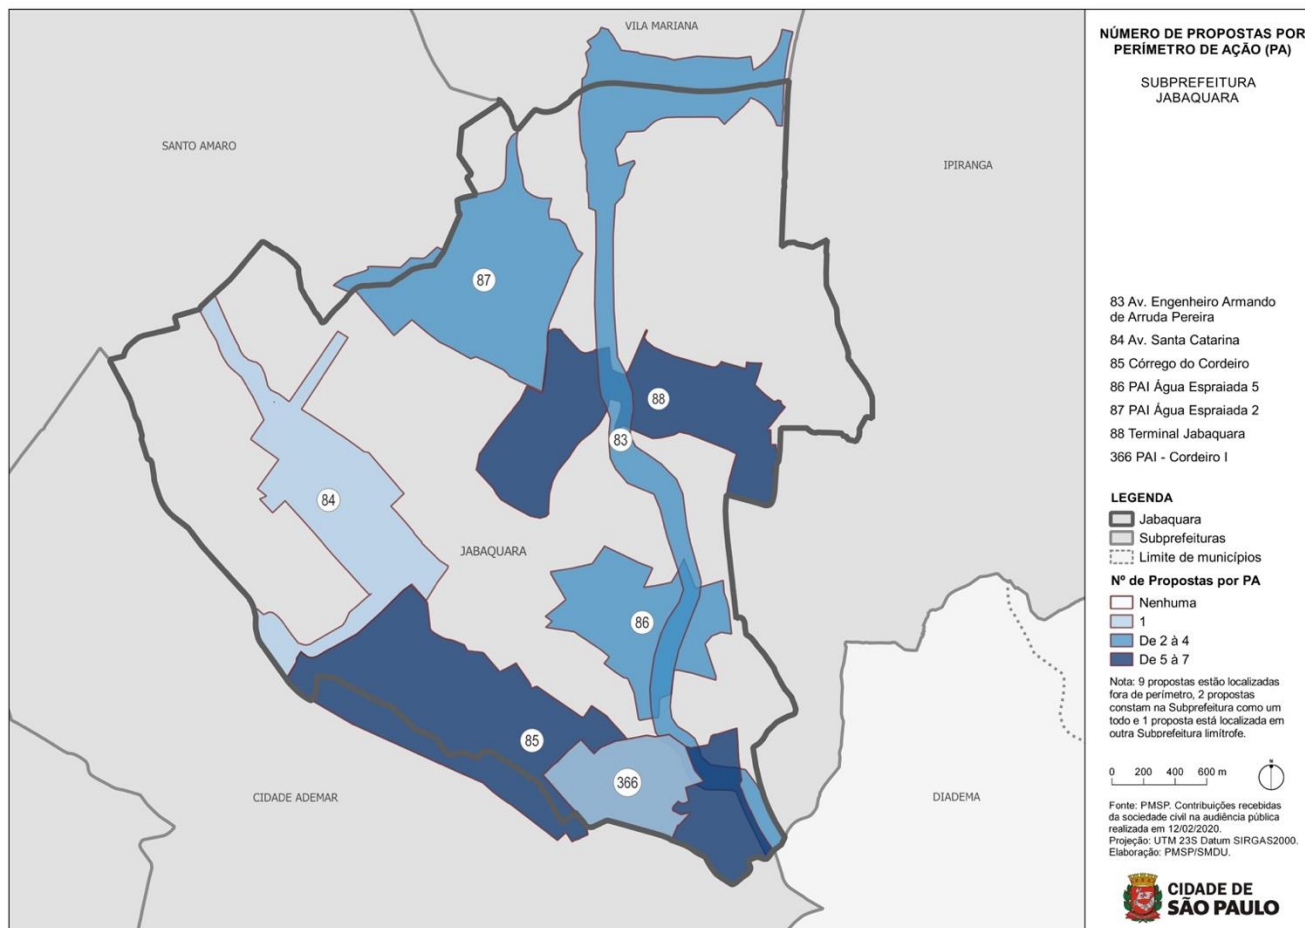 VILA MARIANA
SANTO AMARO
IPIRANGA
87
88
83
84
JABAQUARA
86
85
366
CIDADE ADEMAR
DIADEMA
NÚMERO DE PROPOSTAS POR
PERÍMETRO DE AÇÃO (PA)
SUBPREFEITURA
JABAQUARA
83 Av. Engenheiro Armando
de Arruda Pereira
84 Av. Santa Catarina
85 Córrego do Cordeiro
86 PAI Água Espraiada 5
87 PAI Água Espraiada 2
88 Terminal Jabaquara
366 PAI - Cordeiro I
LEGENDA
Jabaquara
Subprefeituras
Limite de municípios
Nº de Propostas por PA
Nenhuma
1
De 2 à 4
De 5 à 7
Nota: 9 propostas estão localizadas
fora de perímetro, 2 propostas
constam na Subprefeitura como um
todo e 1 proposta está localizada em
outra Subprefeitura limítrofe.
0 200 400 600 m
N
Fonte: PMSP. Contribuições recebidas
da sociedade civil na audiência pública
realizada em 12/02/2020.
Projeção: UTM 23S Datum SIRGAS2000.
Elaboração: PMSP/SMDU.
CIDADE DE
SÃO PAULO